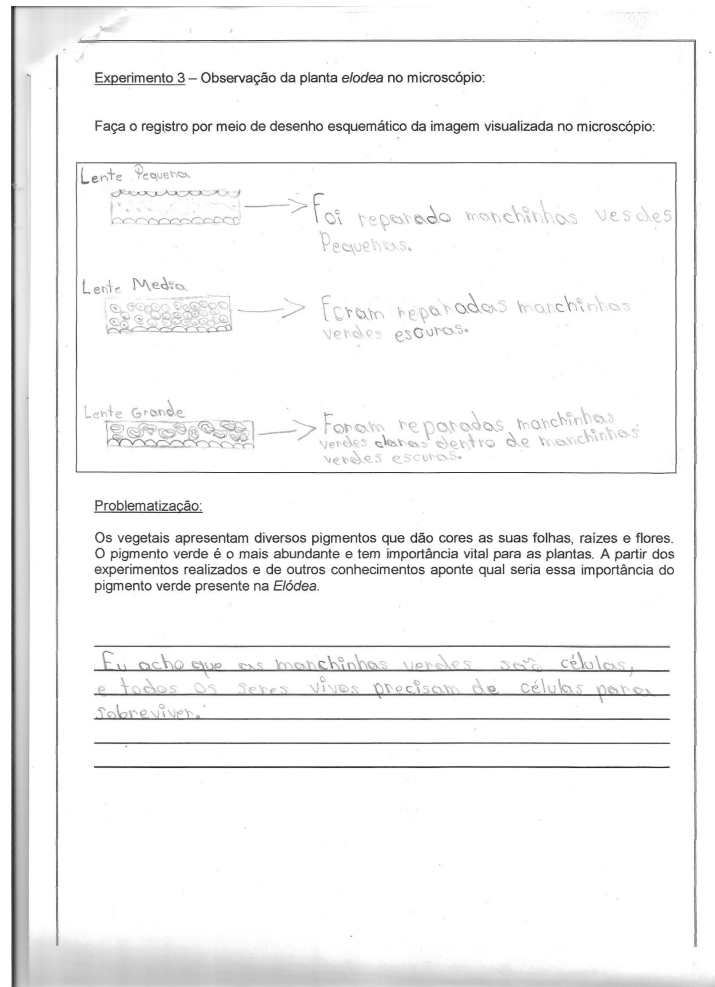 Experimento 3 – Observação da planta elodea no microscópio:
Faça o registro por meio de desenho esquemático da imagem visualizada no microscópio:
Lente Pequena
Foi reparado manchinhas vesdes
Pequenas.
Lente Media
Foram reparadas manchinhas
verdes escuras.
Lente Grande
Foram reparadas manchinhas
verdes claras dentro de manchinhas
verdes escuras.
Problematização:
Os vegetais apresentam diversos pigmentos que dão cores as suas folhas, raízes e flores.
O pigmento verde é o mais abundante e tem importância vital para as plantas. A partir dos
experimentos realizados e de outros conhecimentos aponte qual seria essa importância do
pigmento verde presente na Elódea.
Eu acho que as manchinhas verdes são células,
e todos os seres vivos precisam de células para
sobreviver.